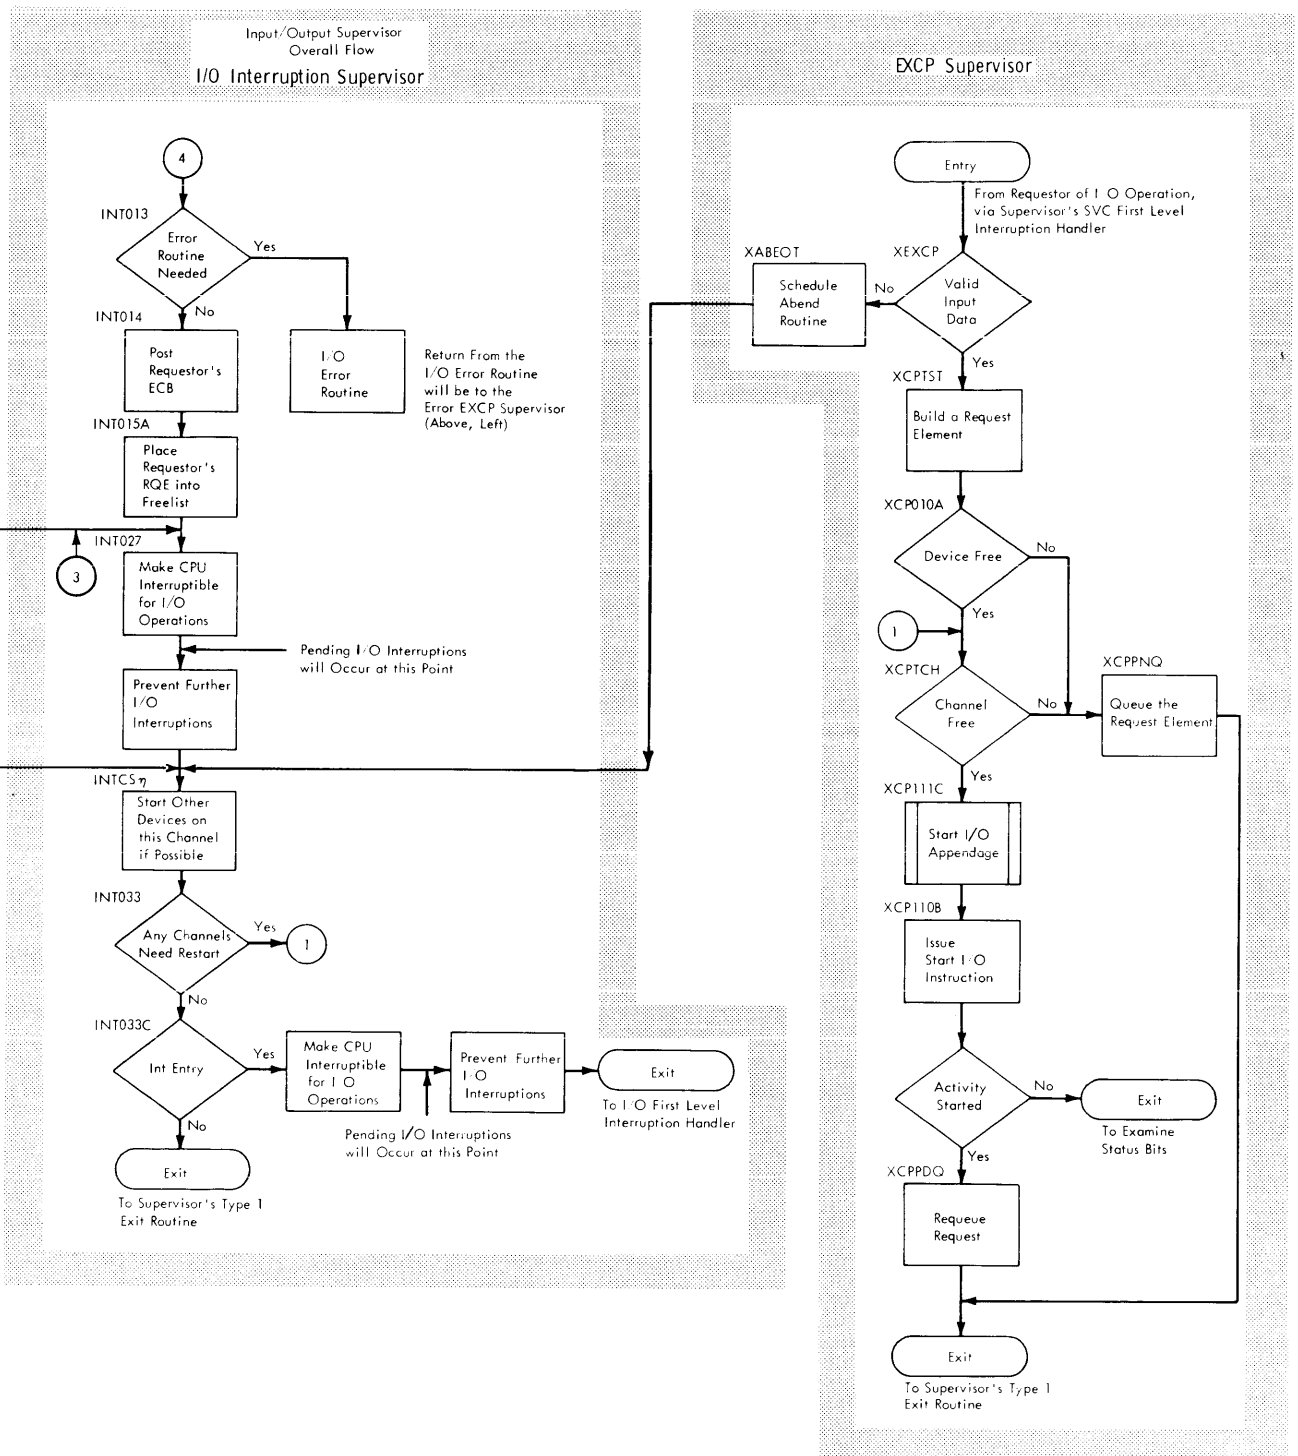 Input/Output Supervisor
Overall Flow
I/O Interruption Supervisor
4
INT013
Error
Routine
Needed
Yes
No
INT014
Post
Requestor's
ECB
I/O
Error
Routine
Return From the
I/O Error Routine
will be to the
Error EXCP Supervisor
(Above, Left)
INT015A
Place
Requestor's
RQE into
Freelist
3
INT027
Make CPU
Interruptible
for I/O
Operations
Pending I/O Interruptions
will Occur at this Point
Prevent Further
I/O
Interruptions
INTCSη
Start Other
Devices on
this Channel
if Possible
INT033
Any Channels
Need Restart
Yes
1
No
INT033C
Int Entry
Yes
Make CPU
Interruptible
for I O
Operations
Prevent Further
I/O
Interruptions
Exit
To I/O First Level
Interruption Handler
Pending I/O Interruptions
will Occur at this Point
No
Exit
To Supervisor's Type 1
Exit Routine
EXCP Supervisor
Entry
From Requestor of I O Operation,
via Supervisor's SVC First Level
Interruption Handler
XEXCP
Valid
Input
Data
No
XABEOT
Schedule
Abend
Routine
Yes
XCPTST
Build a Request
Element
XCP010A
Device Free
No
Yes
1
XCPTCH
Channel
Free
No
XCPPNQ
Queue the
Request Element
Yes
XCP111C
Start I/O
Appendage
XCP110B
Issue
Start I/O
Instruction
Activity
Started
No
Exit
To Examine
Status Bits
Yes
XCPPDQ
Requeue
Request
Exit
To Supervisor's Type 1
Exit Routine